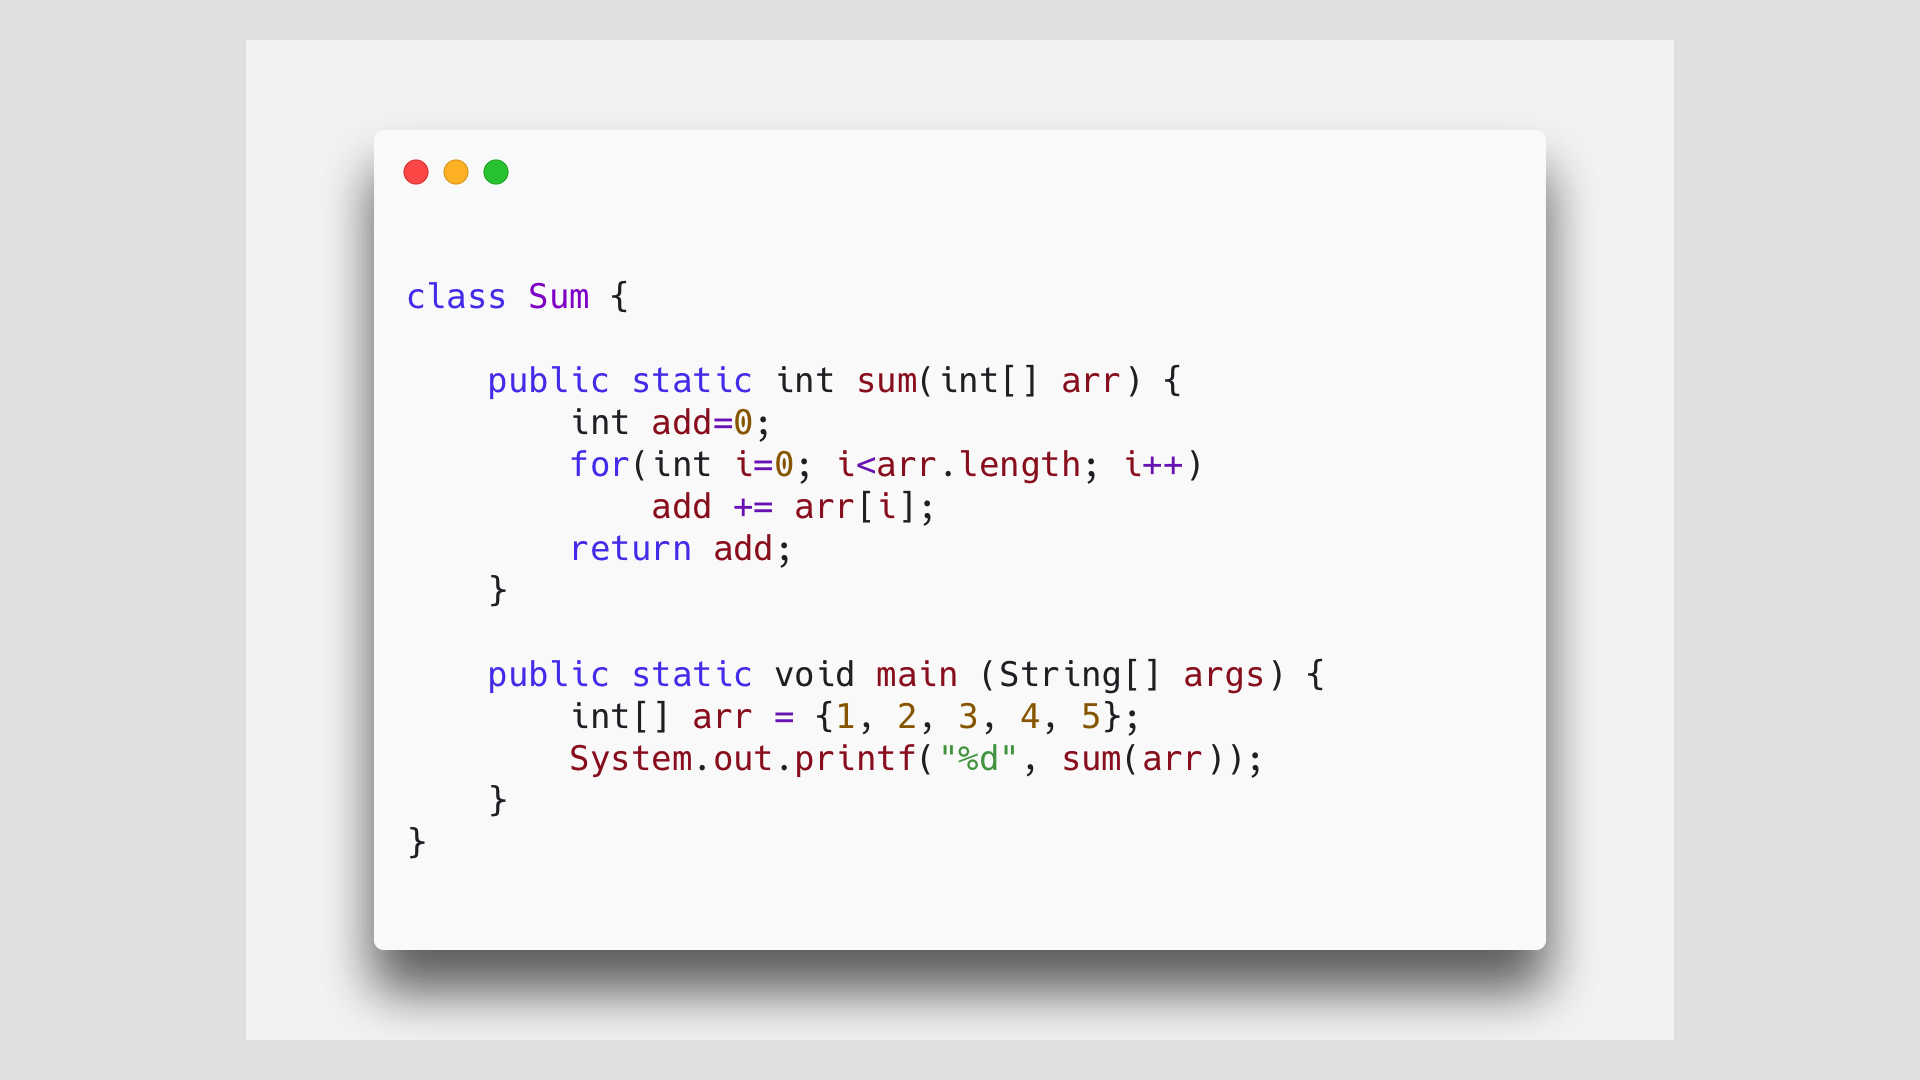 class Sum {
    public static int sum(int[] arr) {
        int add=0;
        for(int i=0; i<arr.length; i++)
            add += arr[i];
        return add;
    }
    public static void main (String[] args) {
        int[] arr = {1, 2, 3, 4, 5};
        System.out.printf("%d", sum(arr));
    }
}